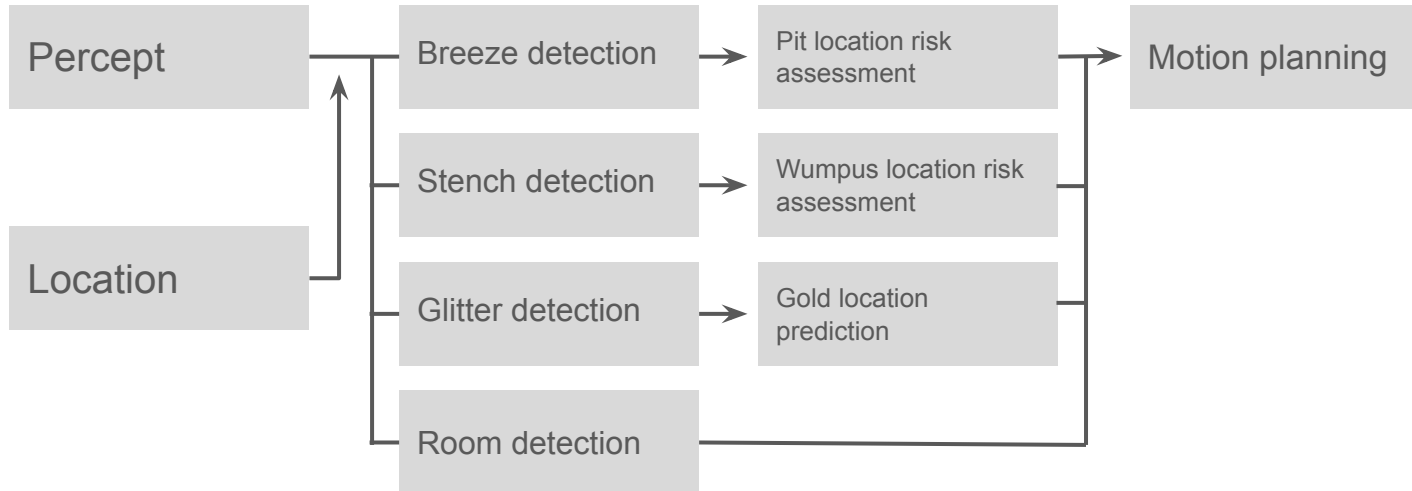 Percept
Location
Breeze detection
Pit location risk
assessment
Motion planning
Stench detection
Wumpus location risk
assessment
Glitter detection
Gold location
prediction
Room detection